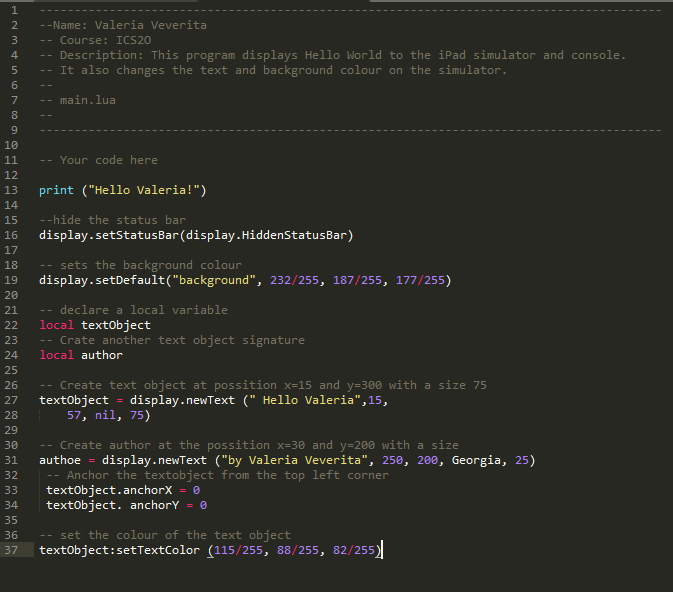 1 -----------------------------------------------------------------------------------------
2 --Name: Valeria Veverita
3 -- Course: ICS2O
4 -- Description: This program displays Hello World to the iPad simulator and console.
5 -- It also changes the text and background colour on the simulator.
6 --
7 -- main.lua
8 --
9 -----------------------------------------------------------------------------------------
10
11 -- Your code here
12
13 print ("Hello Valeria!")
14
15 --hide the status bar
16 display.setStatusBar(display.HiddenStatusBar)
17
18 -- sets the background colour
19 display.setDefault("background", 232/255, 187/255, 177/255)
20
21 -- declare a local variable
22 local textObject
23 -- Crate another text object signature
24 local author
25
26 -- Create text object at possition x=15 and y=300 with a size 75
27 textObject = display.newText (" Hello Valeria",15,
28     57, nil, 75)
29
30 -- Create author at the possition x=30 and y=200 with a size
31 authoe = display.newText ("by Valeria Veverita", 250, 200, Georgia, 25)
32  -- Anchor the textobject from the top left corner
33  textObject.anchorX = 0
34  textObject. anchorY = 0
35
36 -- set the colour of the text object
37 textObject:setTextColor (115/255, 88/255, 82/255)